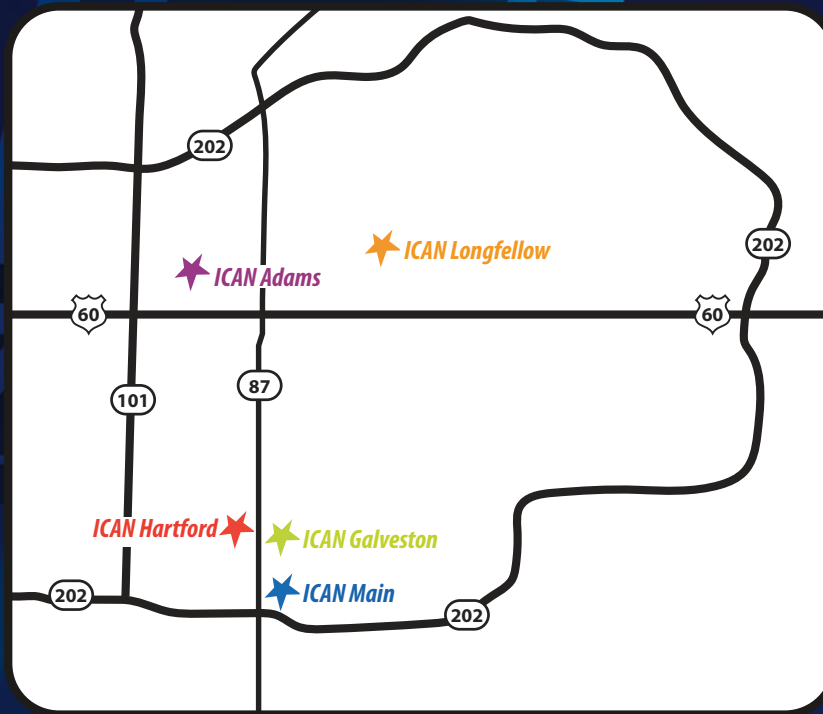 202
202
ICAN Longfellow
ICAN Adams
60
60
87
101
ICAN Hartford
ICAN Galveston
ICAN Main
202
202